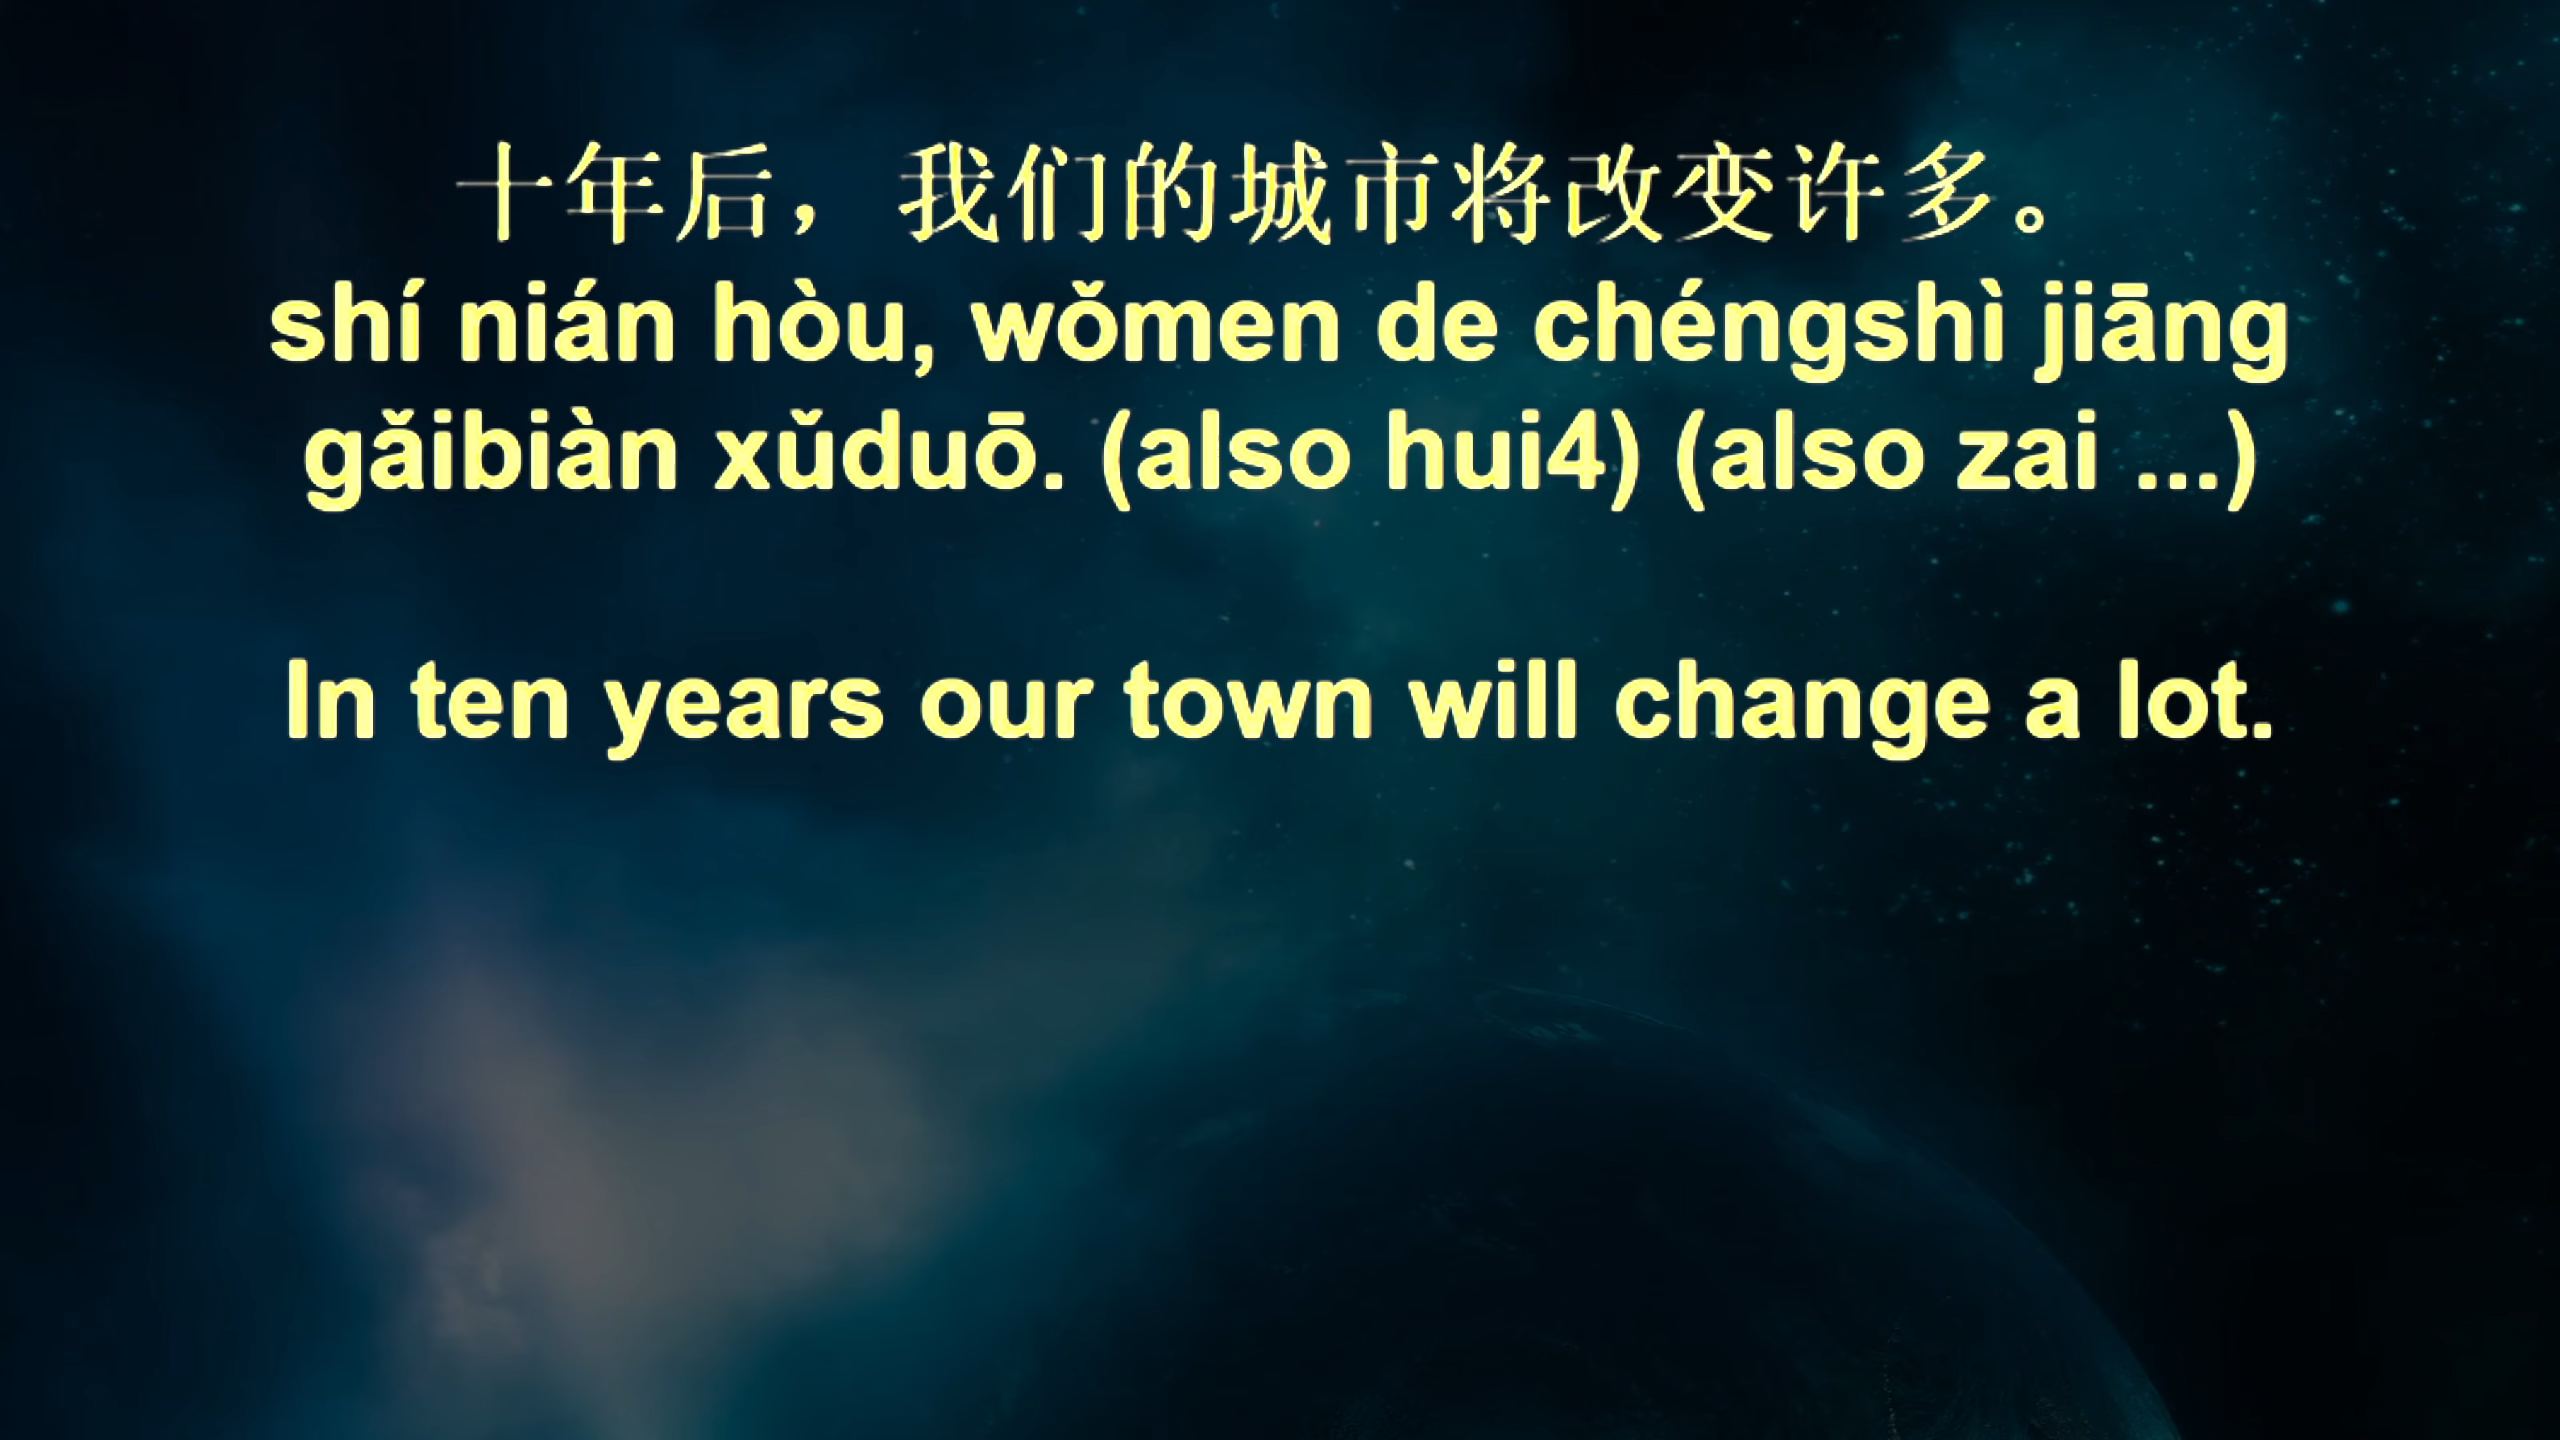 十年后，我们的城市将改变许多。
shí nián hòu, wǒmen de chéngshì jiāng
gǎibiàn xǔduō. (also hui4) (also zai ...)
In ten years our town will change a lot.